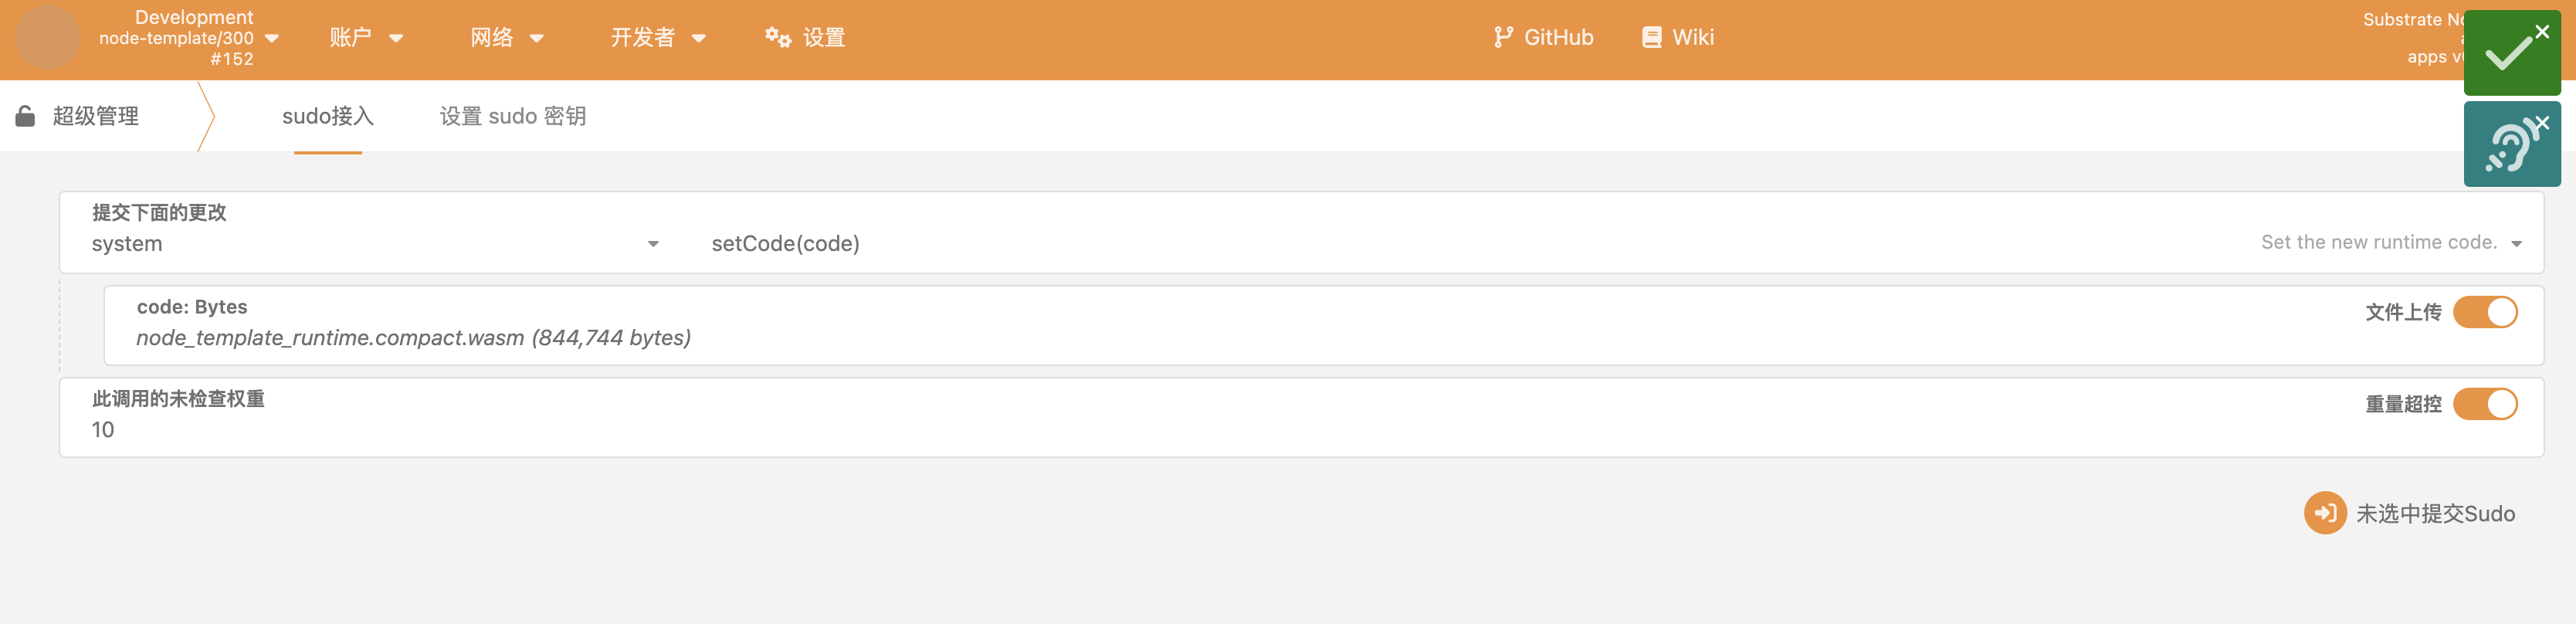 Development
node-template/300
#152
账户
网络
开发者
设置
GitHub
Wiki
Substrate
apps
超级管理
sudo接入
设置 sudo 密钥
提交下面的更改
system
setCode(code)
Set the new runtime code.
code: Bytes
文件上传
node_template_runtime.compact.wasm (844,744 bytes)
此调用的未检查权重
重量超控
10
未选中提交Sudo